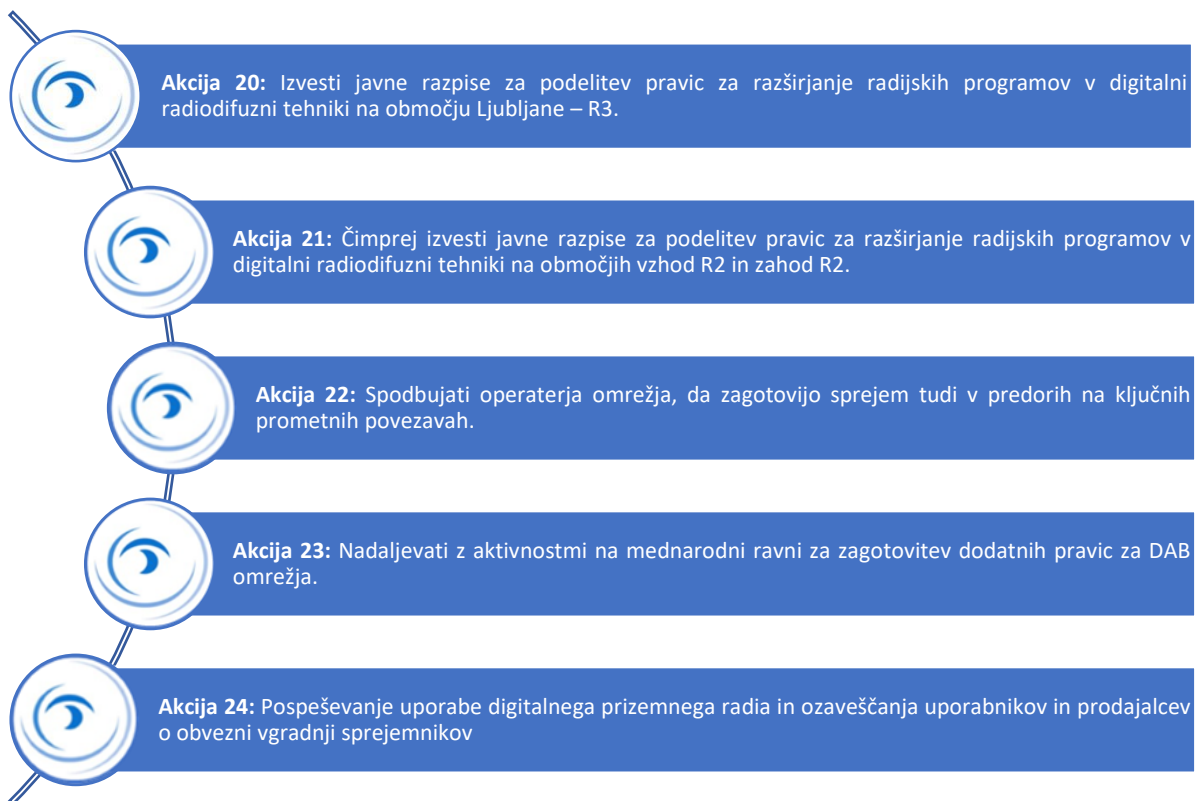 Akcija 20: Izvesti javne razpise za podelitev pravic za razširjanje radijskih programov v digitalni
radiodifuzni tehniki na območju Ljubljane – R3.
Akcija 21: Čimprej izvesti javne razpise za podelitev pravic za razširjanje radijskih programov v
digitalni radiodifuzni tehniki na območjih vzhod R2 in zahod R2.
Akcija 22: Spodbujati operaterja omrežja, da zagotovijo sprejem tudi v predorih na ključnih
prometnih povezavah.
Akcija 23: Nadaljevati z aktivnostmi na mednarodni ravni za zagotovitev dodatnih pravic za DAB
omrežja.
Akcija 24: Pospeševanje uporabe digitalnega prizemnega radia in ozaveščanja uporabnikov in prodajalcev
o obvezni vgradnji sprejemnikov